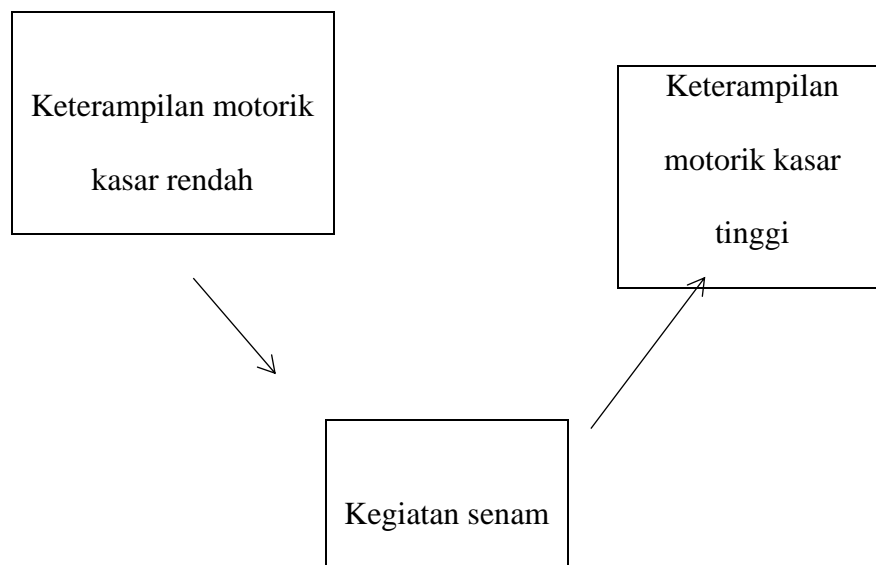 Keterampilan motorik
kasar rendah
Keterampilan
motorik kasar
tinggi
Kegiatan senam